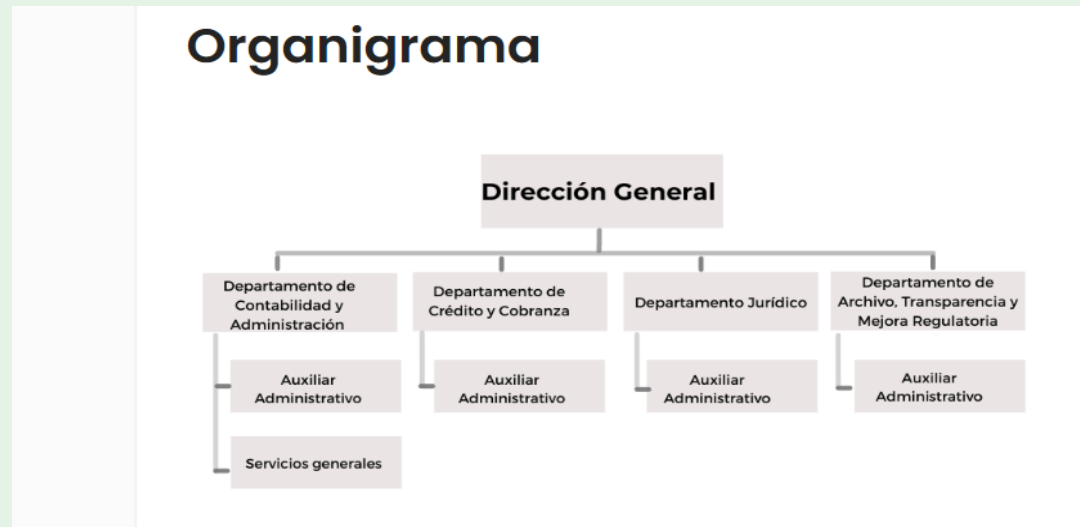 Organigrama
Dirección General
Departamento de
Contabilidad y
Administración
Departamento de
Crédito y Cobranza
Departamento Jurídico
Departamento de
Archivo, Transparencia y
Mejora Regulatoria
Auxiliar
Administrativo
Auxiliar
Administrativo
Auxiliar
Administrativo
Auxiliar
Administrativo
Servicios generales